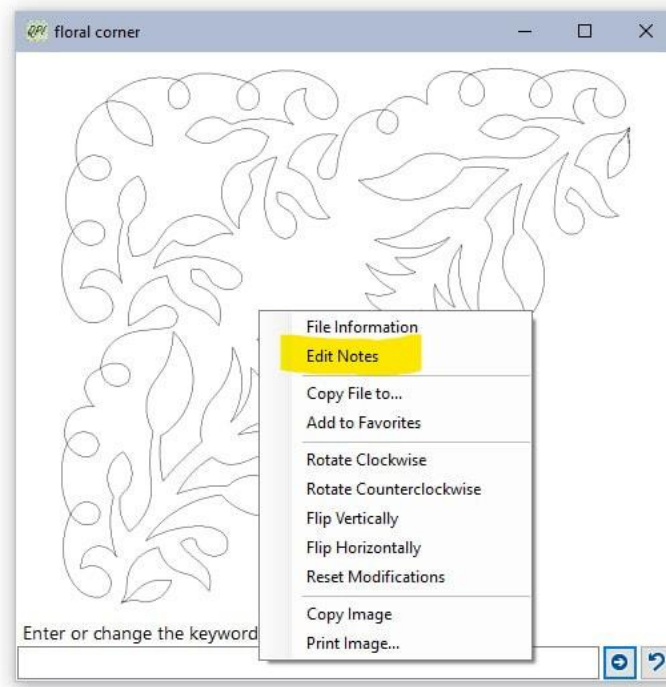 QPI floral corner
File Information
Edit Notes
Copy File to...
Add to Favorites
Rotate Clockwise
Rotate Counterclockwise
Flip Vertically
Flip Horizontally
Reset Modifications
Copy Image
Print Image...
Enter or change the keyword